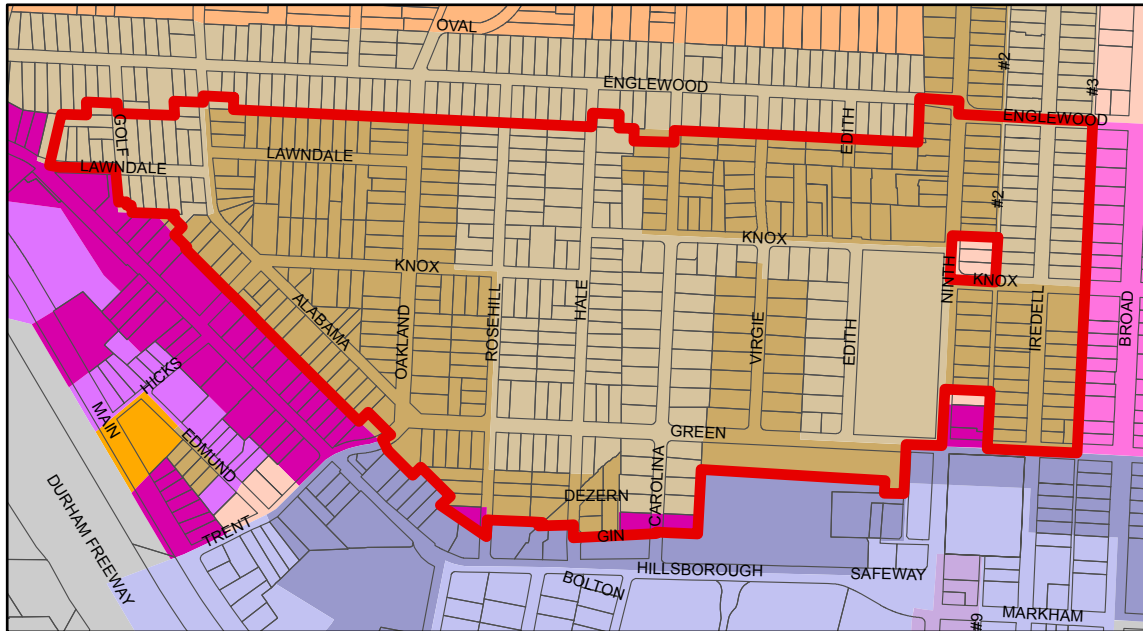 OVAL
ENGLEWOOD
#2
#3
ENGLEWOOD
EDITH
GOLF
LAWNDALE
LAWNDALE
#2
KNOX
KNOX
KNOX
NINTH
ALABAMA
OAKLAND
ROSEHILL
HALE
VIRGIE
EDITH
IREDELL
BROAD
HICKS
MAIN
EDMUND
GREEN
CAROLINA
DEZERN
GIN
TRENT
DURHAM FREEWAY
HILLSBOROUGH
SAFEWAY
BOLTON
MARKHAM
#9